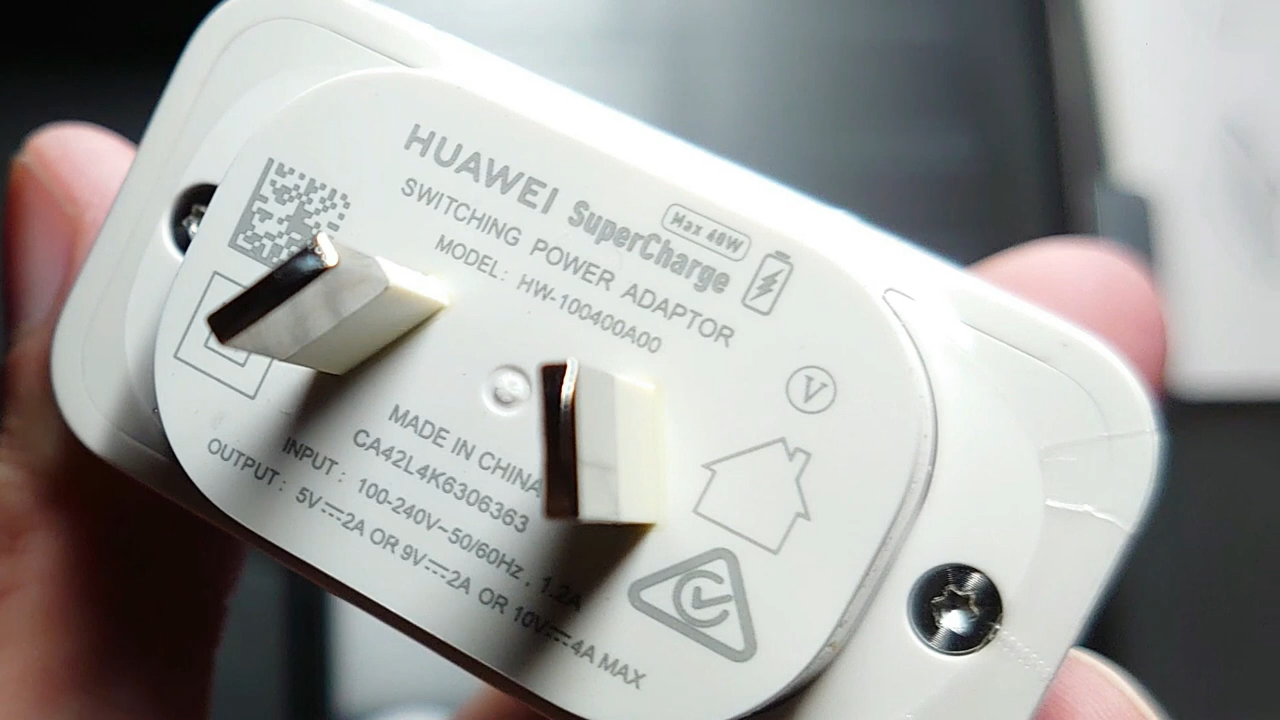 HUAWEI SuperCharge Max 40W
SWITCHING POWER ADAPTOR
MODEL: HW-100400A00
V
MADE IN CHINA
CA42L4K6306363
INPUT: 100-240V~50/60Hz, 1.2A
OUTPUT: 5V⎓2A OR 9V⎓2A OR 10V⎓4A MAX